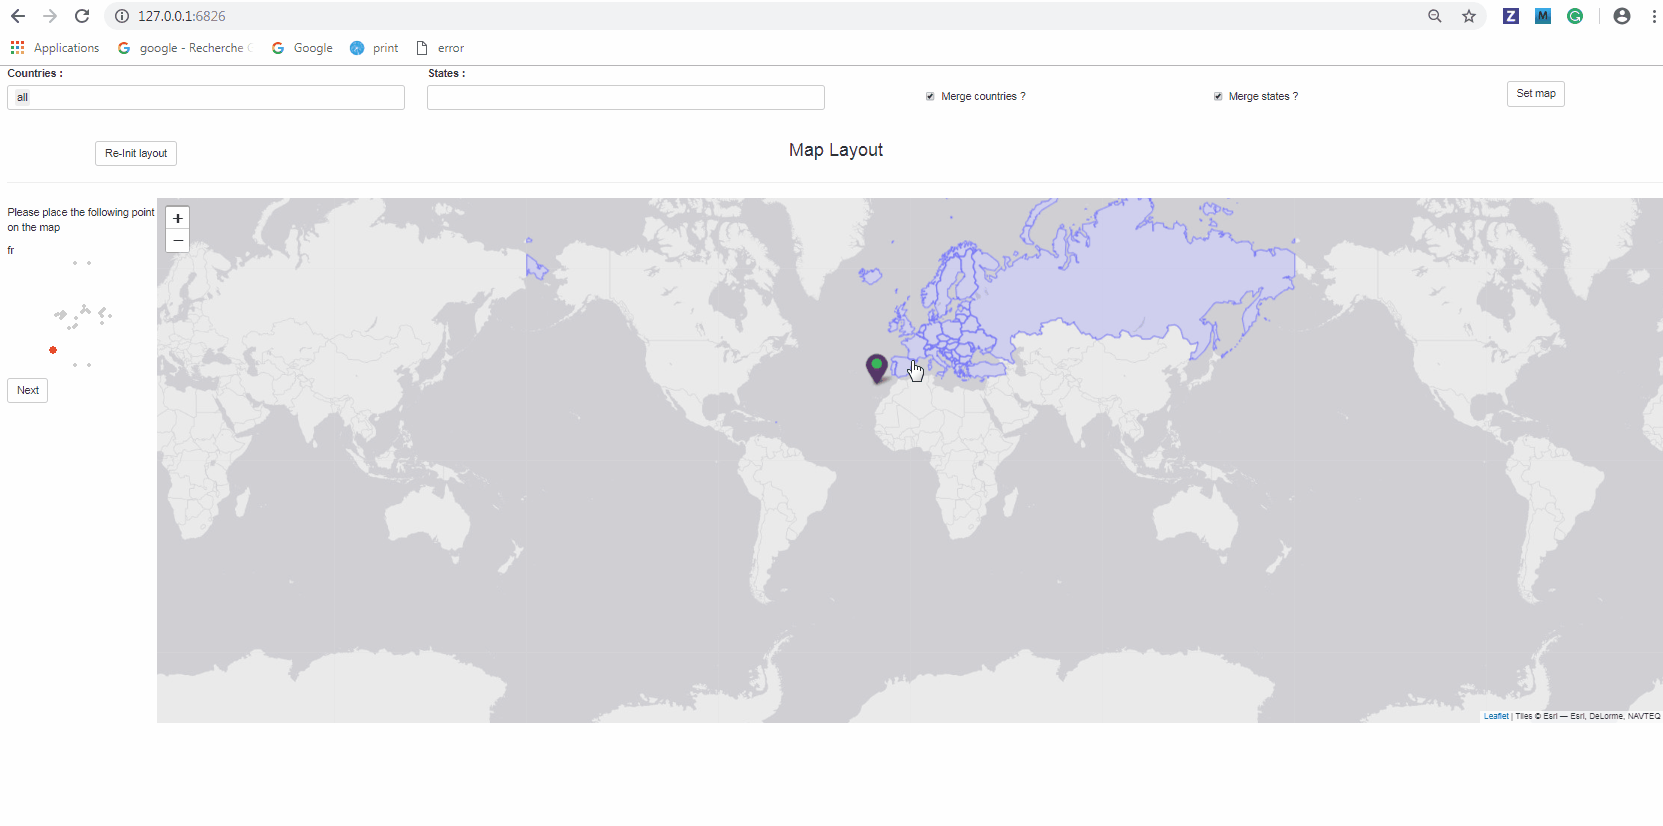 127.0.0.1:6826
Z M G
Applications google - Recherche G Google print error
Countries : States :
all
Merge countries ? Merge states ? Set map
Re-Init layout Map Layout
Please place the following point
on the map
fr
+
−
Next
Leaflet | Tiles © Esri — Esri, DeLorme, NAVTEQ